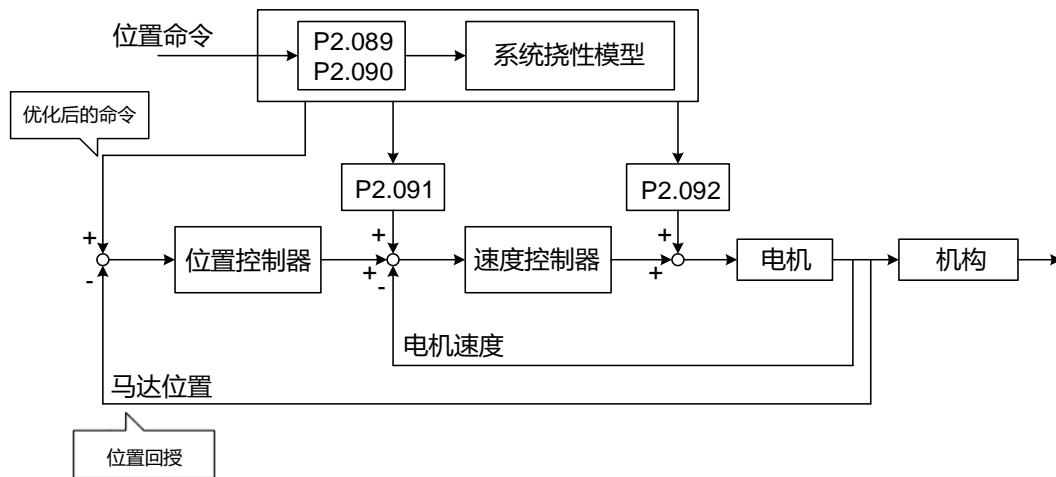 位置命令
P2.089
P2.090
系统挠性模型
优化后的命令
P2.091
P2.092
+
-
位置控制器
+
+
-
速度控制器
+
+
电机
机构
电机速度
马达位置
位置回授